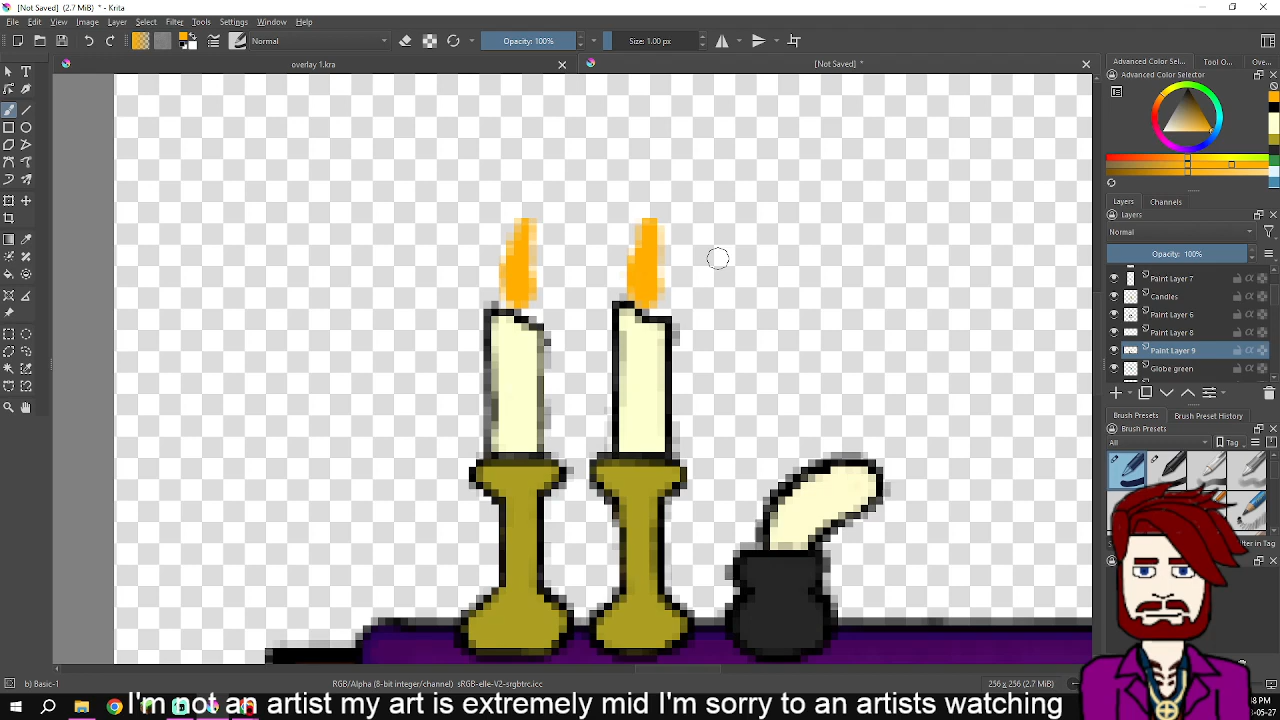 [Not Saved] (2.7 MiB) * - Krita
File Edit View Image Layer Select Filter Tools Settings Window Help
Normal Opacity: 100% Size: 1.00 px
overlay 1.kra [Not Saved] *
Advanced Color Sel... Tool O... Ove...
Advanced Color Selector
Layers Channels
Layers
Normal
Opacity: 100%
Paint Layer 7
Candles
Paint Layer 6
Paint Layer 8
Paint Layer 9
Globe green
Brush Presets Brush Preset History
Brush Presets
All Tag
ilter in Tag
b) Basic-1 RGB/Alpha (8-bit integer/channel) sRGB-elle-V2-srgbtrc.icc 256 x 256 (2.7 MiB)
I'm not an artist my art is extremely mid I'm sorry to an artists watching